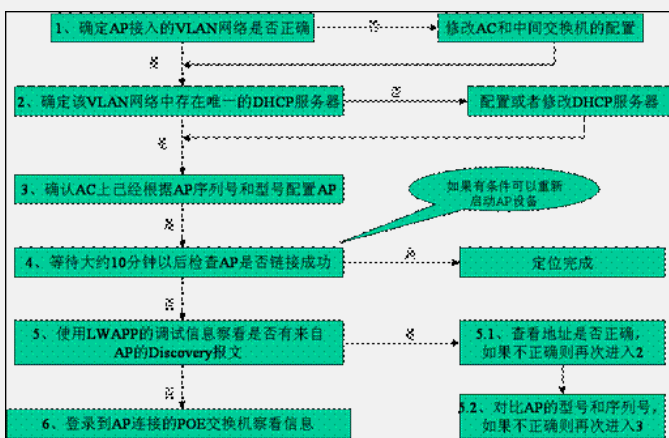 1、确定AP接入的VLAN网络是否正确
修改AC和中间交换机的配置
2、确定该VLAN网络中存在唯一的DHCP服务器
配置或者修改DHCP服务器
3、确认AC上已经根据AP序列号和型号配置AP
如果有条件可以重新
启动AP设备
4、等待大约10分钟以后检查AP是否链接成功
定位完成
5、使用LWAPP的调试信息察看是否有来自
AP的Discovery报文
5.1、查看地址是否正确，
如果不正确则再次进入2
5.2、对比AP的型号和序列号，
如果不正确则再次进入3
6、登录到AP连接的POE交换机察看信息